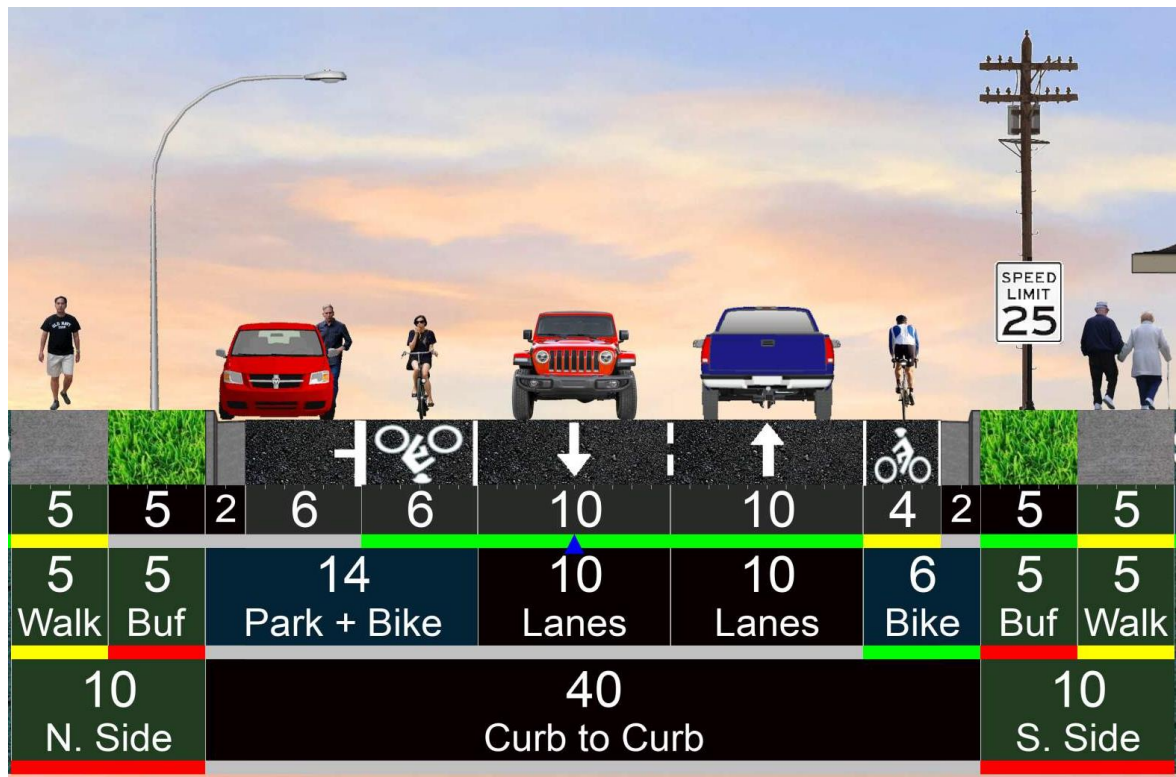 OLD NAVY
SPEED
LIMIT
25
5 5 2 6 6 10 10 4 2 5 5
5 5 14 10 10 6 5 5
Walk Buf Park + Bike Lanes Lanes Bike Buf Walk
10 40 10
N. Side Curb to Curb S. Side